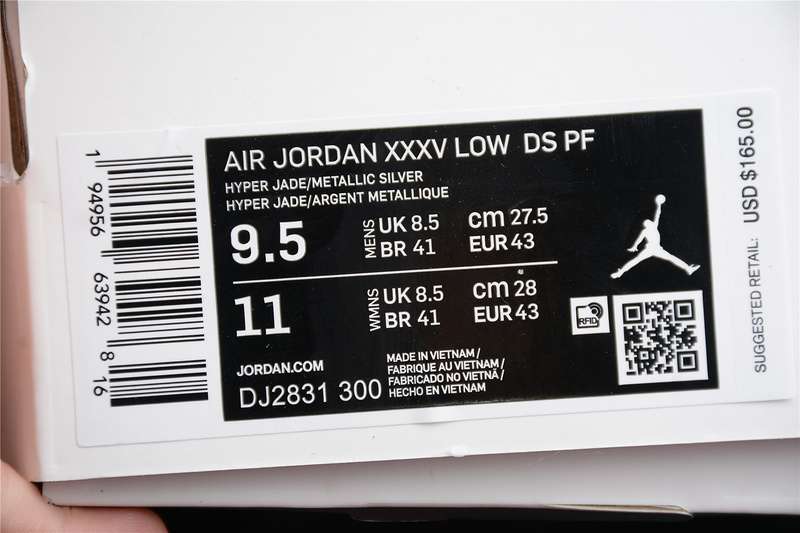 AIR JORDAN XXXV LOW DS PF
HYPER JADE/METALLIC SILVER
HYPER JADE/ARGENT METALLIQUE
9.5 MENS UK 8.5 cm 27.5
BR 41 EUR 43
11 WMNS UK 8.5 cm 28
BR 41 EUR 43
RFID
JORDAN.COM
DJ2831 300
MADE IN VIETNAM /
FABRIQUE AU VIETNAM /
FABRICADO NO VIETNÃ /
HECHO EN VIETNAM
1 94956 63942 8 16
SUGGESTED RETAIL: USD $165.00